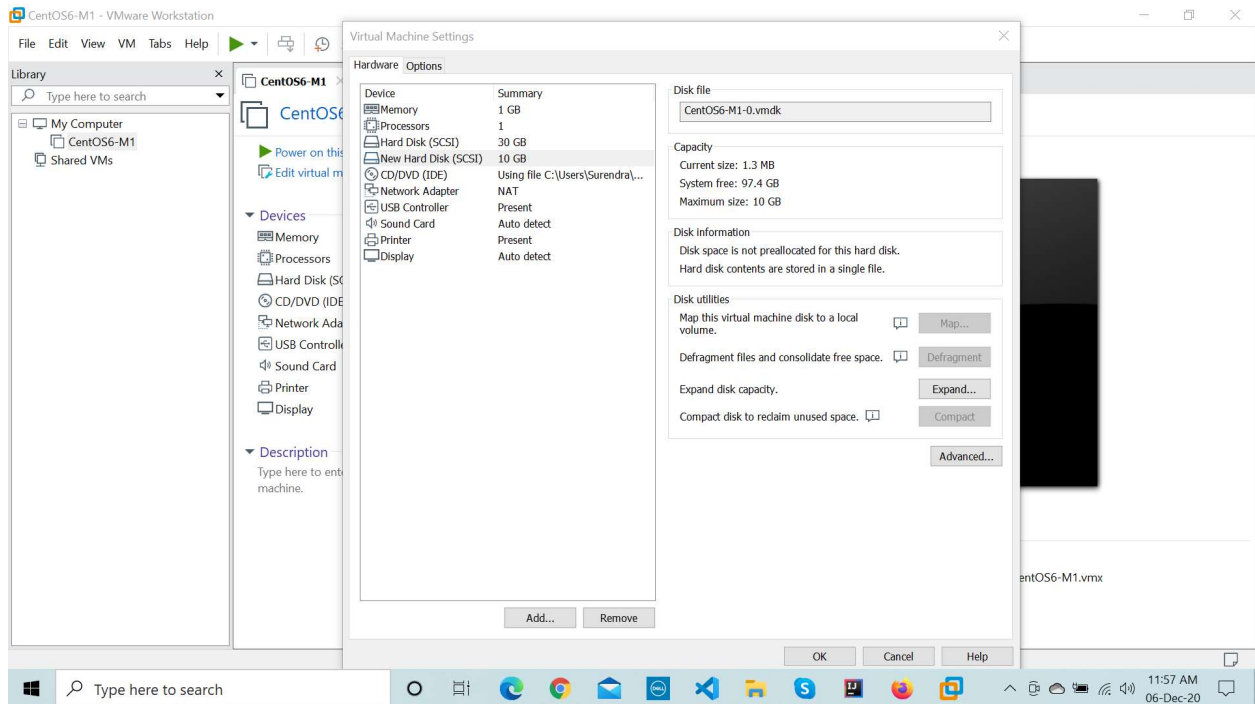 CentOS6-M1 - VMware Workstation
File Edit View VM Tabs Help
Library
Type here to search
My Computer
CentOS6-M1
Shared VMs
CentOS6-M1
CentOS6
Power on this
Edit virtual m
Devices
Memory
Processors
Hard Disk (SC
CD/DVD (IDE
Network Ada
USB Controlle
Sound Card
Printer
Display
Description
Type here to ente
machine.
Virtual Machine Settings
Hardware Options
Device Summary
Memory 1 GB
Processors 1
Hard Disk (SCSI) 30 GB
New Hard Disk (SCSI) 10 GB
CD/DVD (IDE) Using file C:\Users\Surendra\...
Network Adapter NAT
USB Controller Present
Sound Card Auto detect
Printer Present
Display Auto detect
Add... Remove
Disk file
CentOS6-M1-0.vmdk
Capacity
Current size: 1.3 MB
System free: 97.4 GB
Maximum size: 10 GB
Disk information
Disk space is not preallocated for this hard disk.
Hard disk contents are stored in a single file.
Disk utilities
Map this virtual machine disk to a local
volume.
Map...
Defragment files and consolidate free space. Defragment
Expand disk capacity. Expand...
Compact disk to reclaim unused space. Compact
Advanced...
OK Cancel Help
entOS6-M1.vmx
Type here to search
DELL
11:57 AM
06-Dec-20